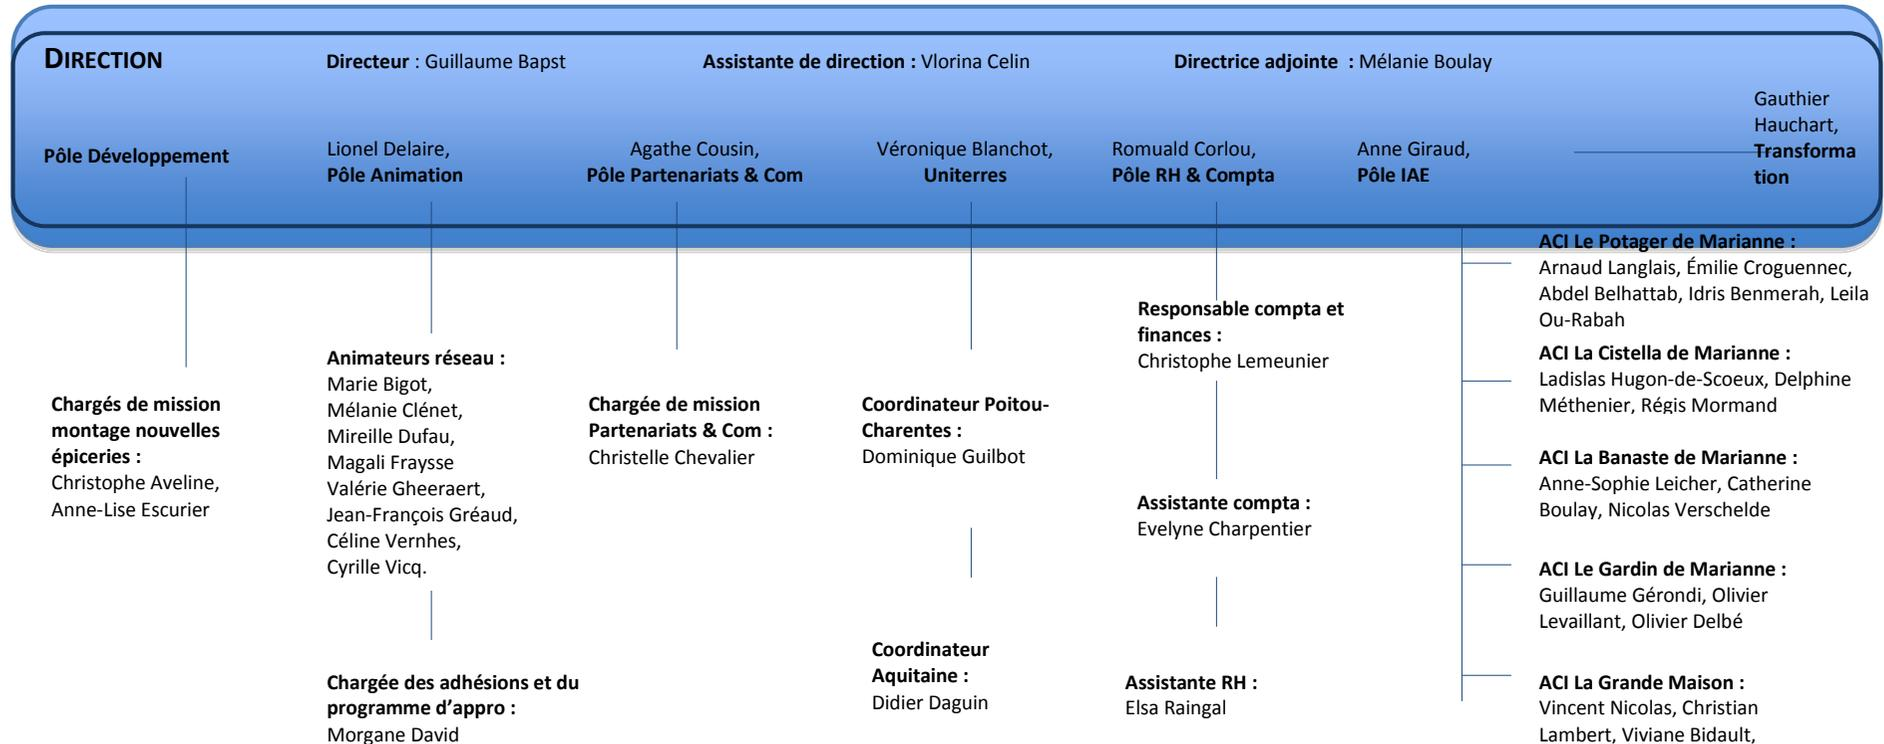 DIRECTION
Directeur : Guillaume Bapst
Assistante de direction : Vlorina Celin
Directrice adjointe : Mélanie Boulay
Pôle Développement
Lionel Delaire,
Pôle Animation
Agathe Cousin,
Pôle Partenariats & Com
Véronique Blanchot,
Uniterres
Romuald Corlou,
Pôle RH & Compta
Anne Giraud,
Pôle IAE
Gauthier
Hauchart,
Transforma
tion
Chargés de mission
montage nouvelles
épiceries :
Christophe Aveline,
Anne-Lise Escurier
Animateurs réseau :
Marie Bigot,
Mélanie Clénet,
Mireille Dufau,
Magali Fraysse
Valérie Gheeraert,
Jean-François Gréaud,
Céline Vernhes,
Cyrille Vicq.
Chargée des adhésions et du
programme d’appro :
Morgane David
Chargée de mission
Partenariats & Com :
Christelle Chevalier
Coordinateur Poitou-
Charentes :
Dominique Guilbot
Coordinateur
Aquitaine :
Didier Daguin
Responsable compta et
finances :
Christophe Lemeunier
Assistante compta :
Evelyne Charpentier
Assistante RH :
Elsa Raingal
ACI Le Potager de Marianne :
Arnaud Langlais, Émilie Croguennec,
Abdel Belhattab, Idris Benmerah, Leila
Ou-Rabah
ACI La Cistella de Marianne :
Ladislas Hugon-de-Scoeux, Delphine
Méthenier, Régis Mormand
ACI La Banaste de Marianne :
Anne-Sophie Leicher, Catherine
Boulay, Nicolas Verschelde
ACI Le Gardin de Marianne :
Guillaume Gérondi, Olivier
Levaillant, Olivier Delbé
ACI La Grande Maison :
Vincent Nicolas, Christian
Lambert, Viviane Bidault,